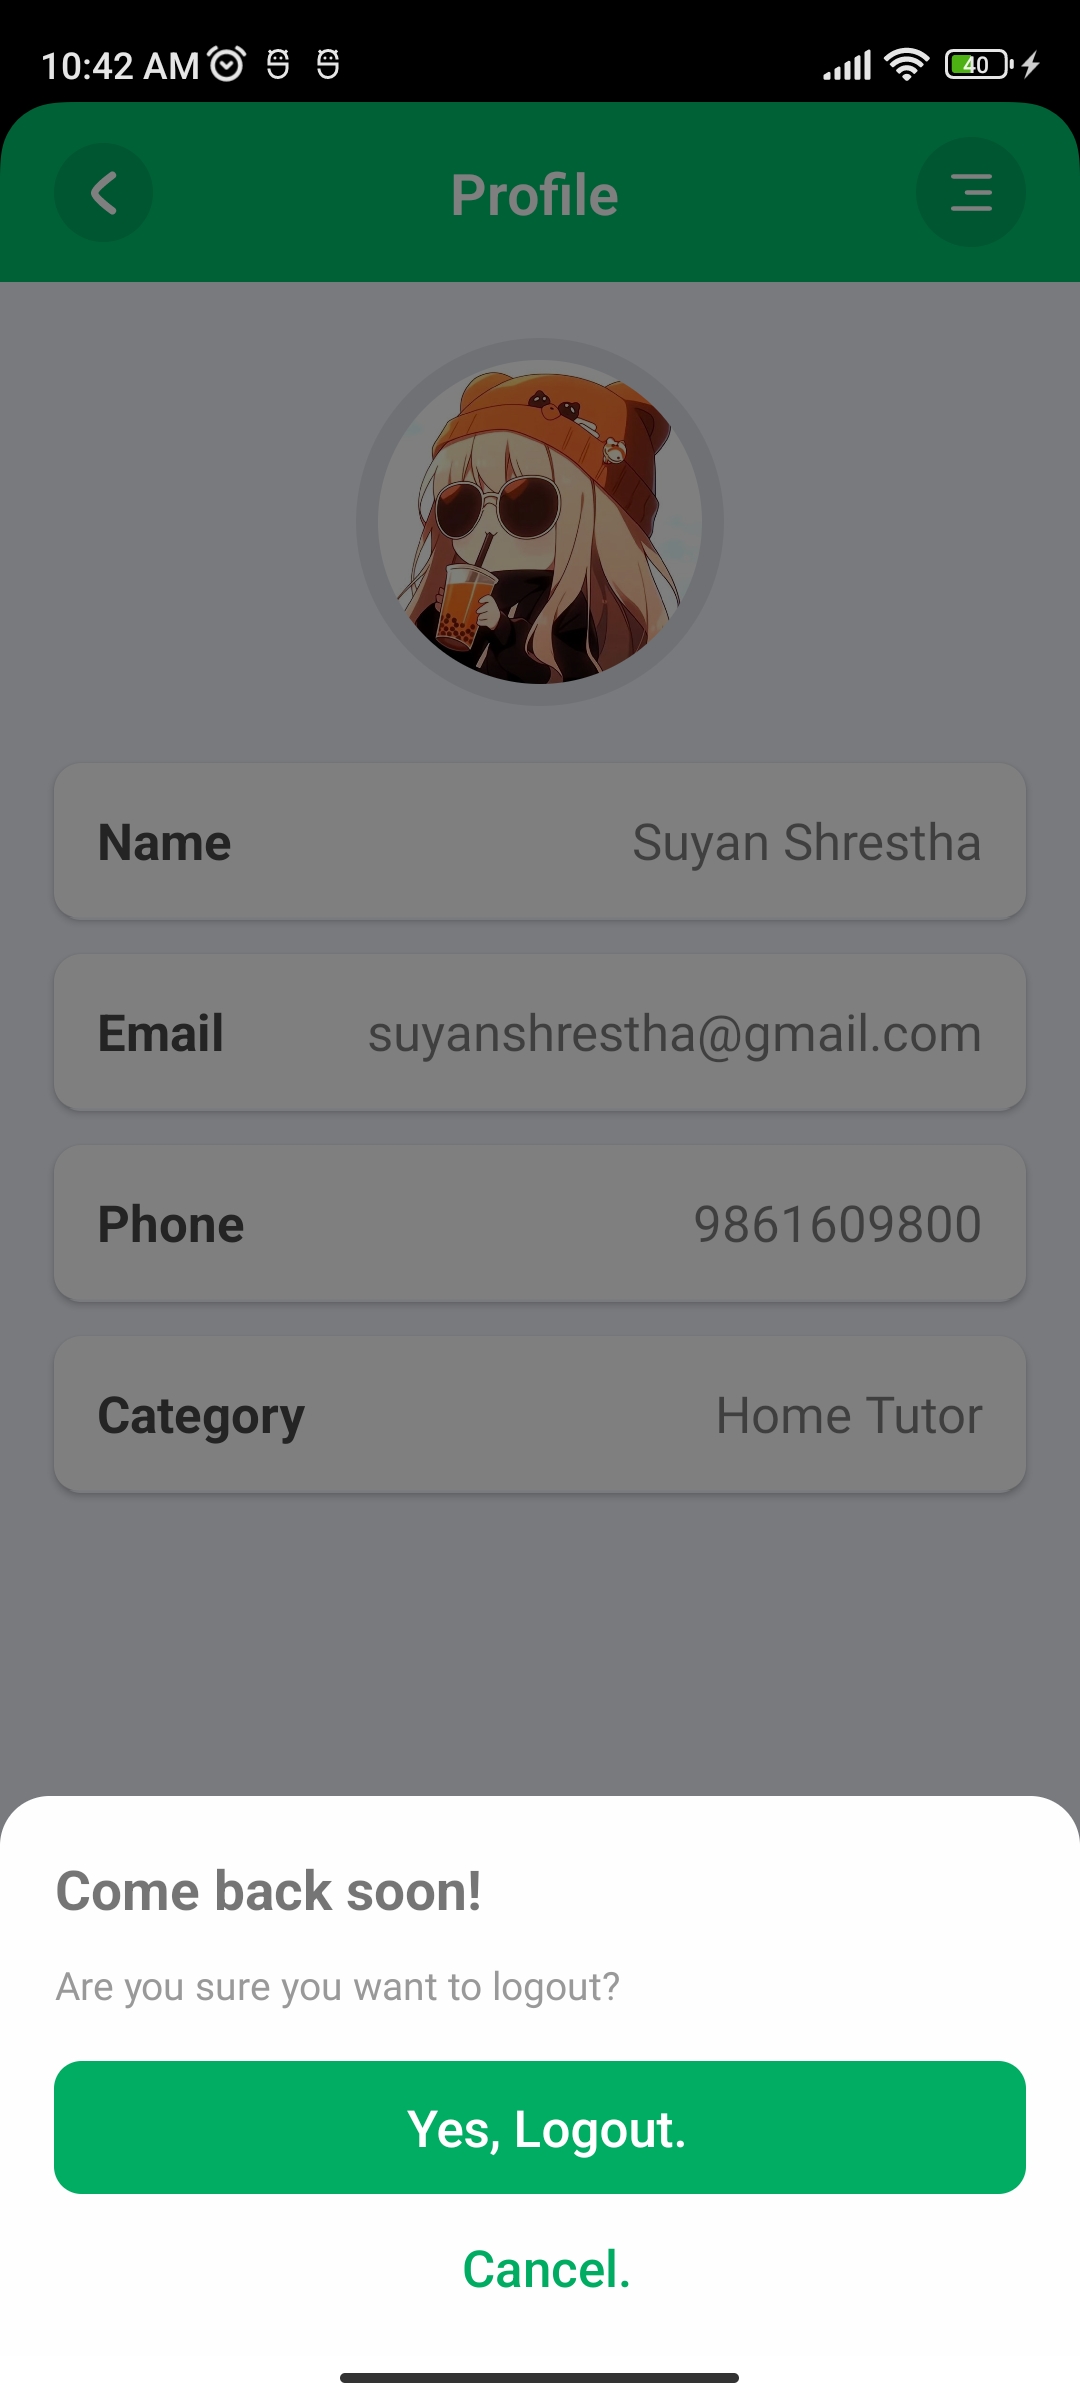 10:42 AM
40
Profile
Name Suyan Shrestha
Email suyanshrestha@gmail.com
Phone 9861609800
Category Home Tutor
Come back soon!
Are you sure you want to logout?
Yes, Logout.
Cancel.